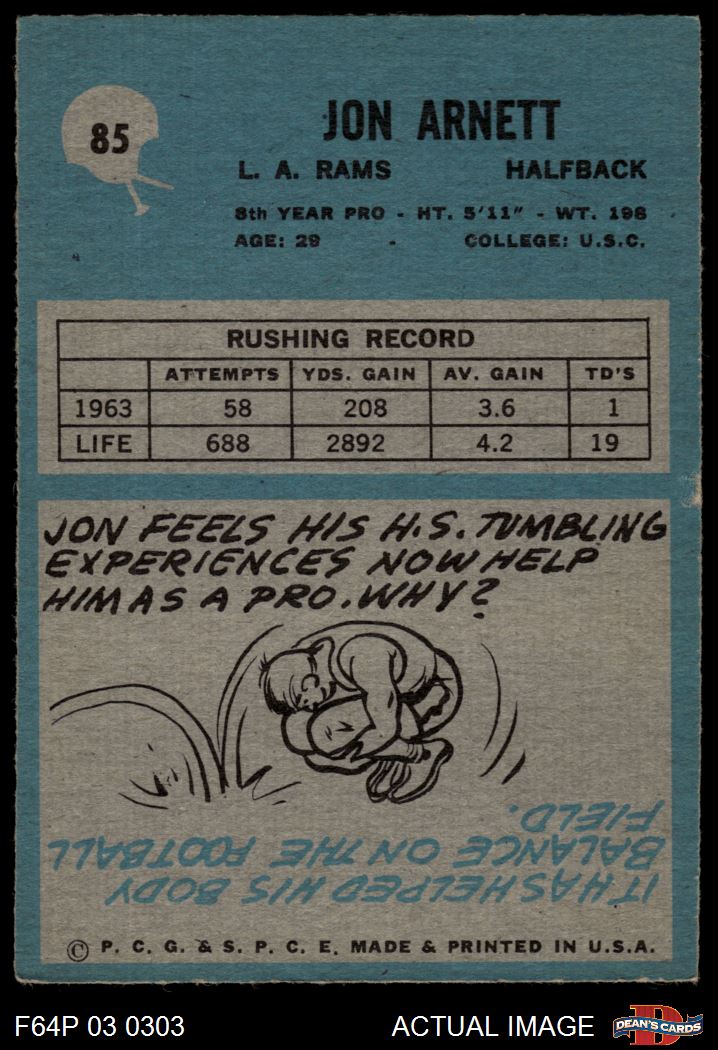 85
JON ARNETT
L. A. RAMS HALFBACK
8th YEAR PRO - HT. 5'11" - WT. 198
AGE: 29 - COLLEGE: U.S.C.
RUSHING RECORD
ATTEMPTS YDS. GAIN AV. GAIN TD'S
1963 58 208 3.6 1
LIFE 688 2892 4.2 19
JON FEELS HIS H.S. TUMBLING
EXPERIENCES NOW HELP
HIM AS A PRO. WHY?
IT HAS HELPED HIS BODY
BALANCE ON THE FOOTBALL
FIELD.
© P. C. G. & S. P. C. E. MADE & PRINTED IN U.S.A.
F64P 03 0303 ACTUAL IMAGE D DEAN'S CARDS